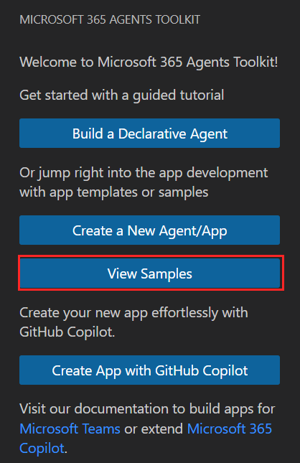 MICROSOFT 365 AGENTS TOOLKIT
Welcome to Microsoft 365 Agents Toolkit!
Get started with a guided tutorial
Build a Declarative Agent
Or jump right into the app development
with app templates or samples
Create a New Agent/App
View Samples
Create your new app effortlessly with
GitHub Copilot.
Create App with GitHub Copilot
Visit our documentation to build apps for
Microsoft Teams or extend Microsoft 365
Copilot.